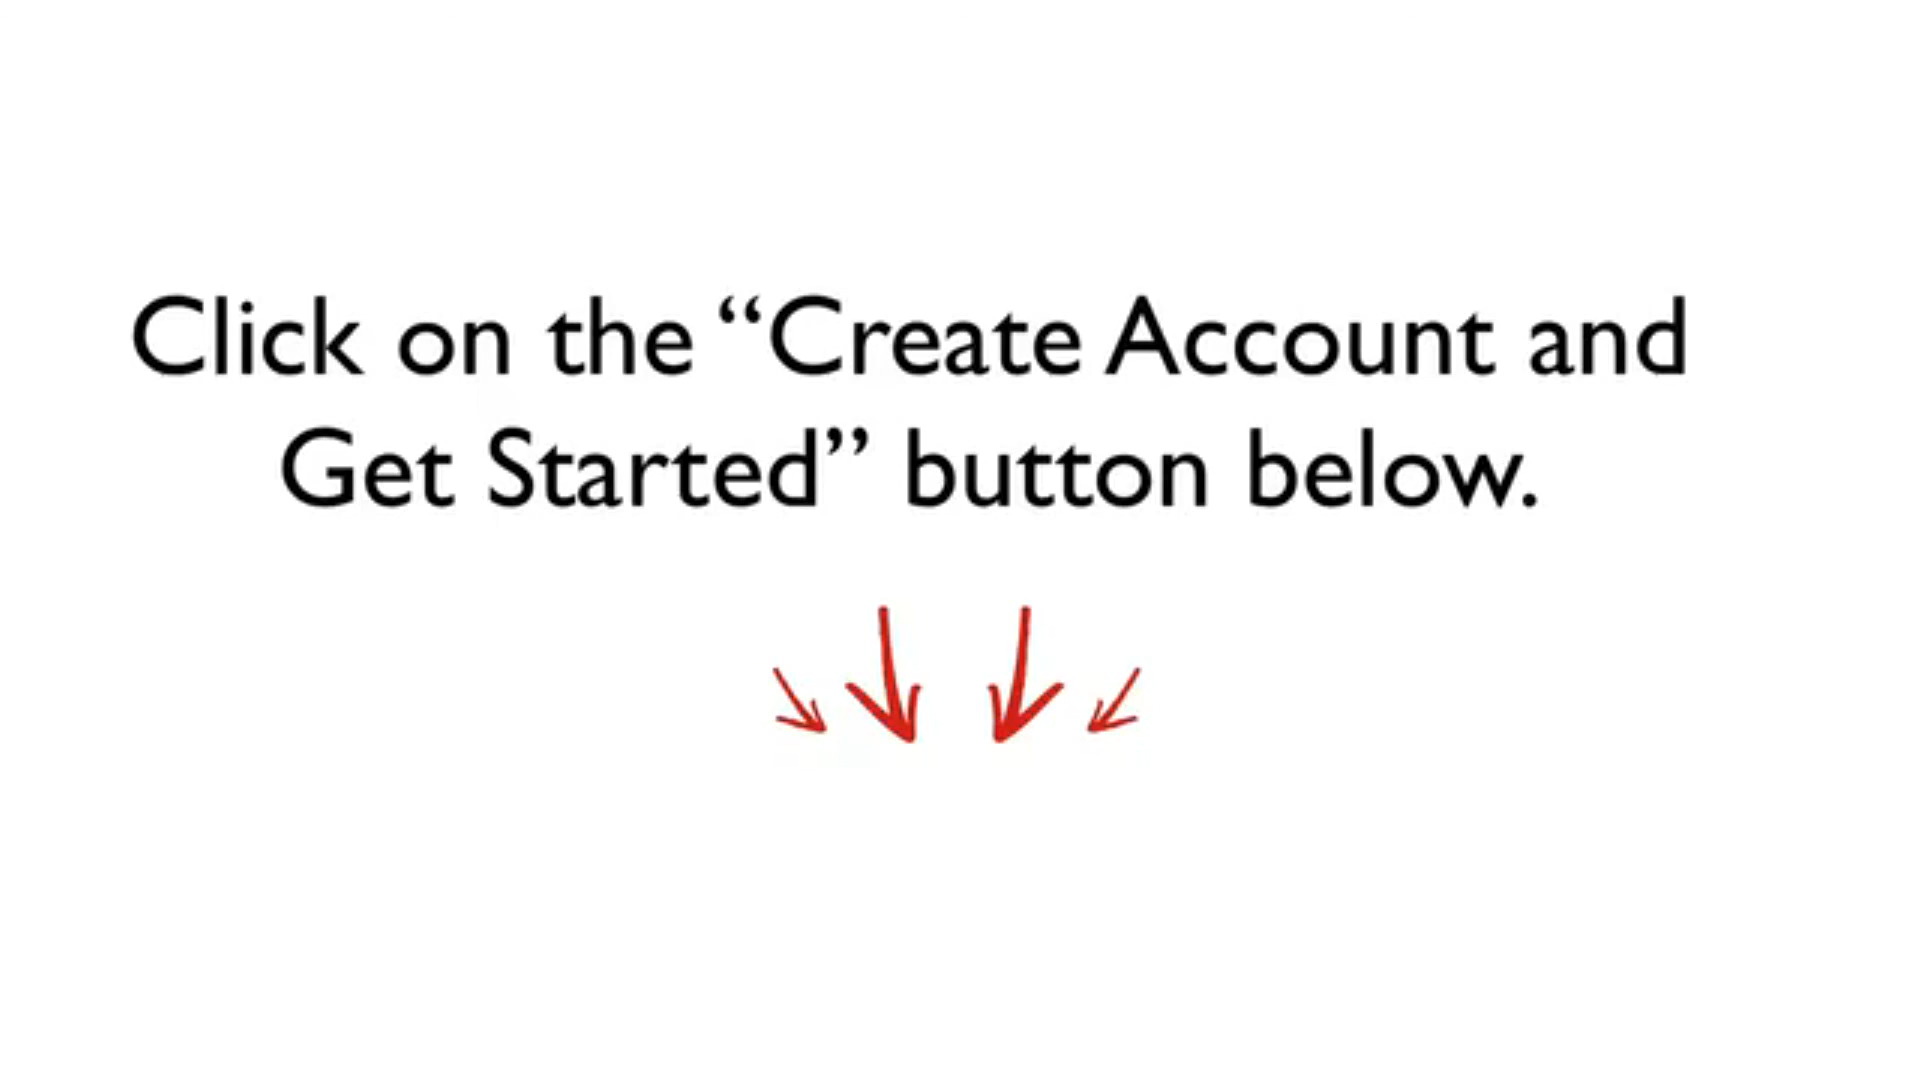 Click on the “Create Account and
Get Started” button below.